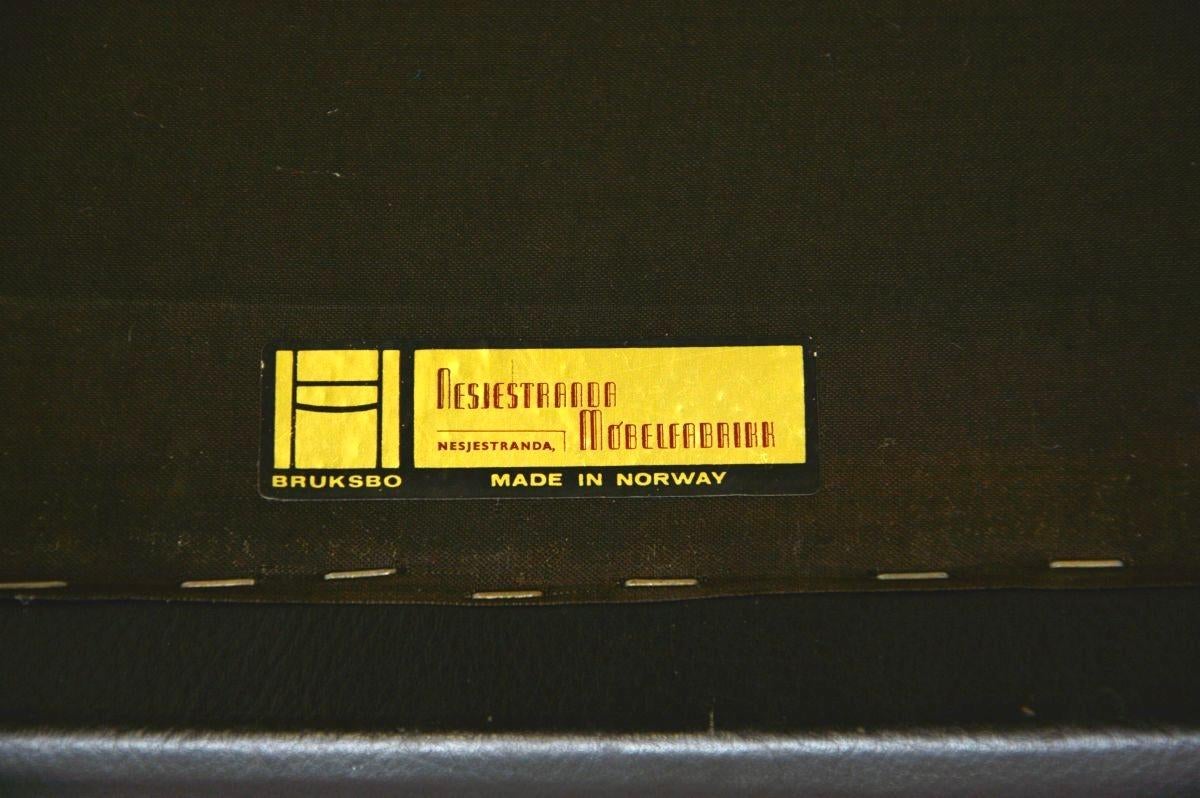 NESJESTRANDA
MØBELFABRIKK
NESJESTRANDA,
BRUKSBO
MADE IN NORWAY